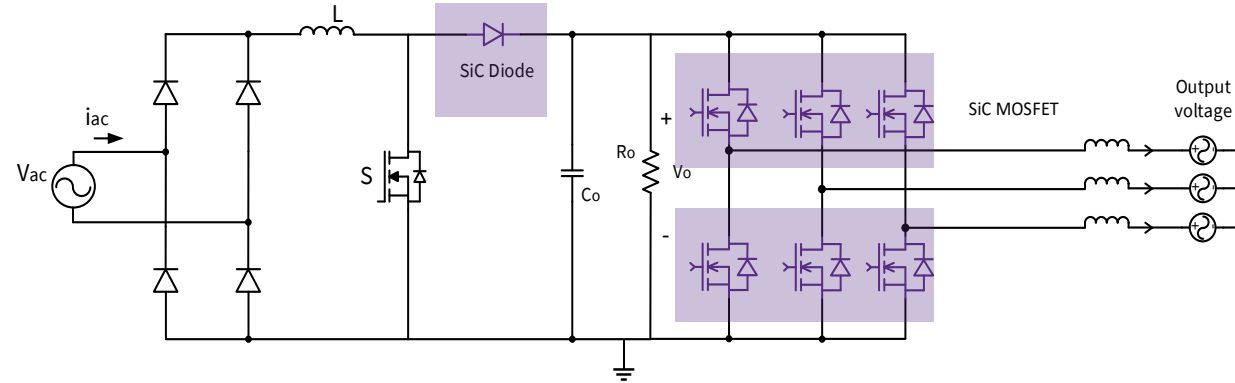 L
SiC Diode
iac
Vac
S
Co
Ro
+
Vo
-
SiC MOSFET
Output
voltage
+ -
+ -
+ -